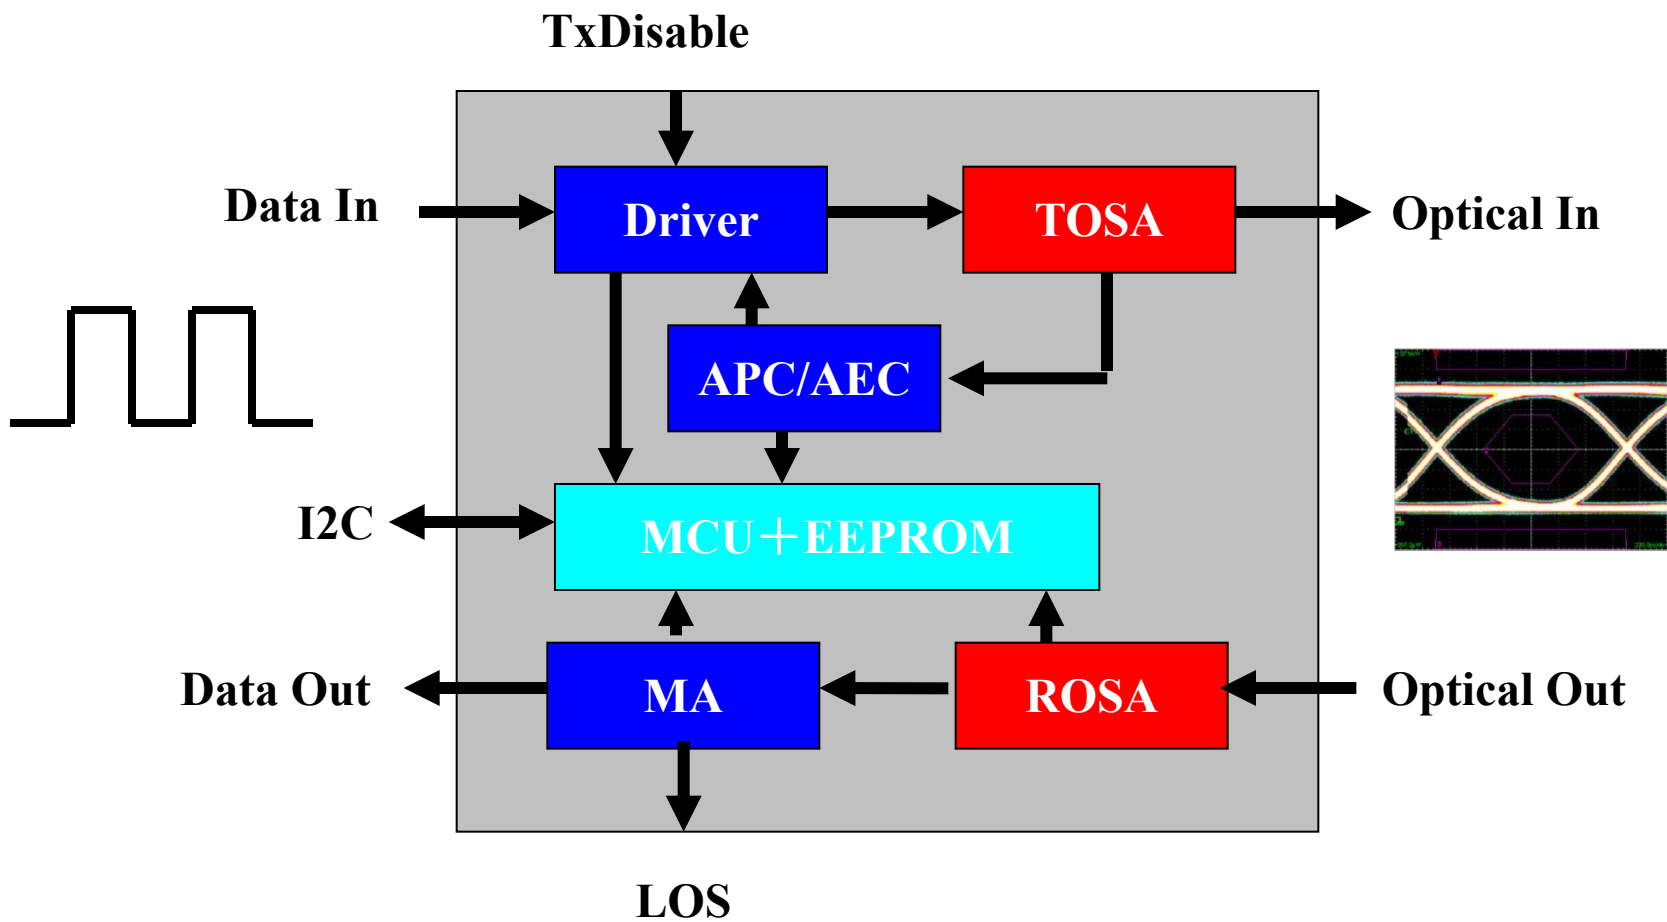 TxDisable
Data In
Driver
TOSA
Optical In
APC/AEC
I2C
MCU＋EEPROM
Data Out
MA
ROSA
Optical Out
LOS